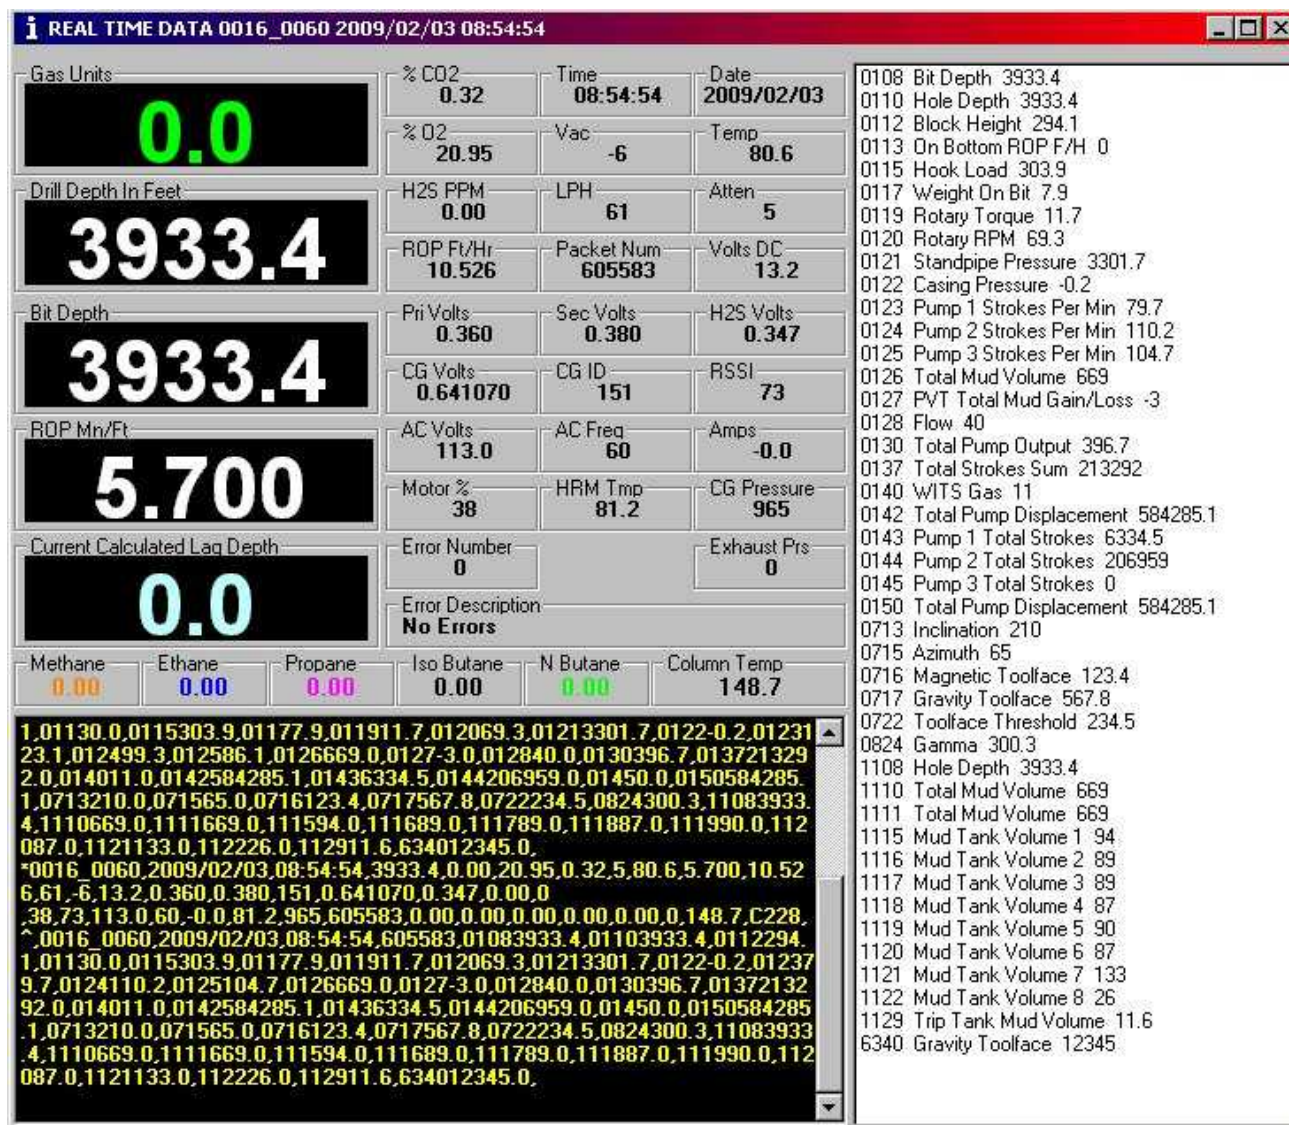 i REAL TIME DATA 0016_0060 2009/02/03 08:54:54
Gas Units
0.0
Drill Depth In Feet
3933.4
Bit Depth
3933.4
ROP Mn/Ft
5.700
Current Calculated Lag Depth
0.0
% CO2
0.32
Time
08:54:54
Date
2009/02/03
% O2
20.95
Vac
-6
Temp
80.6
H2S PPM
0.00
LPH
61
Atten
5
ROP Ft/Hr
10.526
Packet Num
605583
Volts DC
13.2
Pri Volts
0.360
Sec Volts
0.380
H2S Volts
0.347
CG Volts
0.641070
CG ID
151
RSSI
73
AC Volts
113.0
AC Freq
60
Amps
-0.0
Motor %
38
HRM Tmp
81.2
CG Pressure
965
Error Number
0
Exhaust Prs
0
Error Description
No Errors
Methane
0.00
Ethane
0.00
Propane
0.00
Iso Butane
0.00
N Butane
0.00
Column Temp
148.7
1,01130.0,0115303.9,01177.9,011911.7,012069.3,01213301.7,0122-0.2,01231
23.1,012499.3,012586.1,0126669.0,0127-3.0,012840.0,0130396.7,013721329
2.0,014011.0,0142584285.1,01436334.5,0144206959.0,01450.0,0150584285.
1,0713210.0,071565.0,0716123.4,0717567.8,0722234.5,0824300.3,11083933.
4,1110669.0,1111669.0,111594.0,111689.0,111789.0,111887.0,111990.0,112
087.0,1121133.0,112226.0,112911.6,634012345.0,
*0016_0060,2009/02/03,08:54:54,3933.4,0.00,20.95,0.32,5,80.6,5.700,10.52
6,61,-6,13.2,0.360,0.380,151,0.641070,0.347,0.00,0
,38,73,113.0,60,-0.0,81.2,965,605583,0.00,0.00,0.00,0.00,0.00,0,148.7,C228,
^,0016_0060,2009/02/03,08:54:54,605583,01083933.4,01103933.4,0112294.
1,01130.0,0115303.9,01177.9,011911.7,012069.3,01213301.7,0122-0.2,01237
9.7,0124110.2,0125104.7,0126669.0,0127-3.0,012840.0,0130396.7,01372132
92.0,014011.0,0142584285.1,01436334.5,0144206959.0,01450.0,0150584285
.1,0713210.0,071565.0,0716123.4,0717567.8,0722234.5,0824300.3,11083933
.4,1110669.0,1111669.0,111594.0,111689.0,111789.0,111887.0,111990.0,112
087.0,1121133.0,112226.0,112911.6,634012345.0,
0108 Bit Depth 3933.4
0110 Hole Depth 3933.4
0112 Block Height 294.1
0113 On Bottom ROP F/H 0
0115 Hook Load 303.9
0117 Weight On Bit 7.9
0119 Rotary Torque 11.7
0120 Rotary RPM 69.3
0121 Standpipe Pressure 3301.7
0122 Casing Pressure -0.2
0123 Pump 1 Strokes Per Min 79.7
0124 Pump 2 Strokes Per Min 110.2
0125 Pump 3 Strokes Per Min 104.7
0126 Total Mud Volume 669
0127 PVT Total Mud Gain/Loss -3
0128 Flow 40
0130 Total Pump Output 396.7
0137 Total Strokes Sum 213292
0140 WITS Gas 11
0142 Total Pump Displacement 584285.1
0143 Pump 1 Total Strokes 6334.5
0144 Pump 2 Total Strokes 206959
0145 Pump 3 Total Strokes 0
0150 Total Pump Displacement 584285.1
0713 Inclination 210
0715 Azimuth 65
0716 Magnetic Toolface 123.4
0717 Gravity Toolface 567.8
0722 Toolface Threshold 234.5
0824 Gamma 300.3
1108 Hole Depth 3933.4
1110 Total Mud Volume 669
1111 Total Mud Volume 669
1115 Mud Tank Volume 1 94
1116 Mud Tank Volume 2 89
1117 Mud Tank Volume 3 89
1118 Mud Tank Volume 4 87
1119 Mud Tank Volume 5 90
1120 Mud Tank Volume 6 87
1121 Mud Tank Volume 7 133
1122 Mud Tank Volume 8 26
1129 Trip Tank Mud Volume 11.6
6340 Gravity Toolface 12345